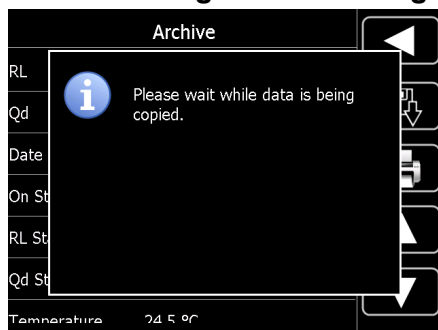 Archive
RL
Qd
Date
On St
RL St
Qd St
Temperature 24.5 °C
Please wait while data is being
copied.